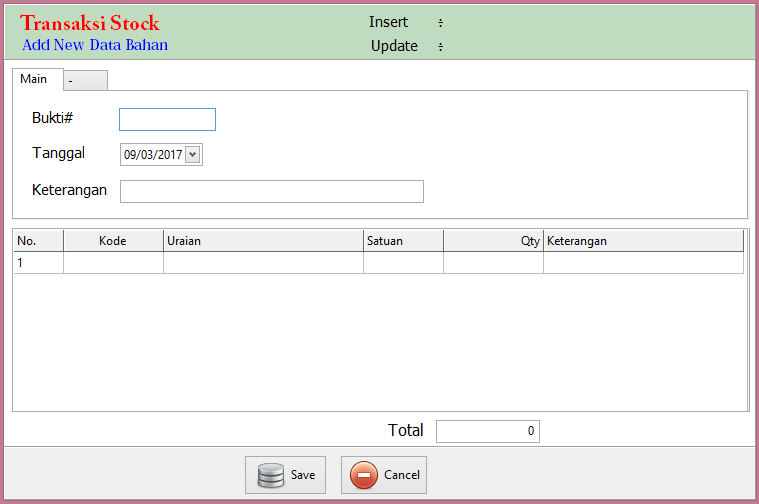 Transaksi Stock
Add New Data Bahan
Insert :
Update :
Main -
Bukti#
Tanggal 09/03/2017
Keterangan
No. Kode Uraian Satuan Qty Keterangan
1
Total 0
Save Cancel